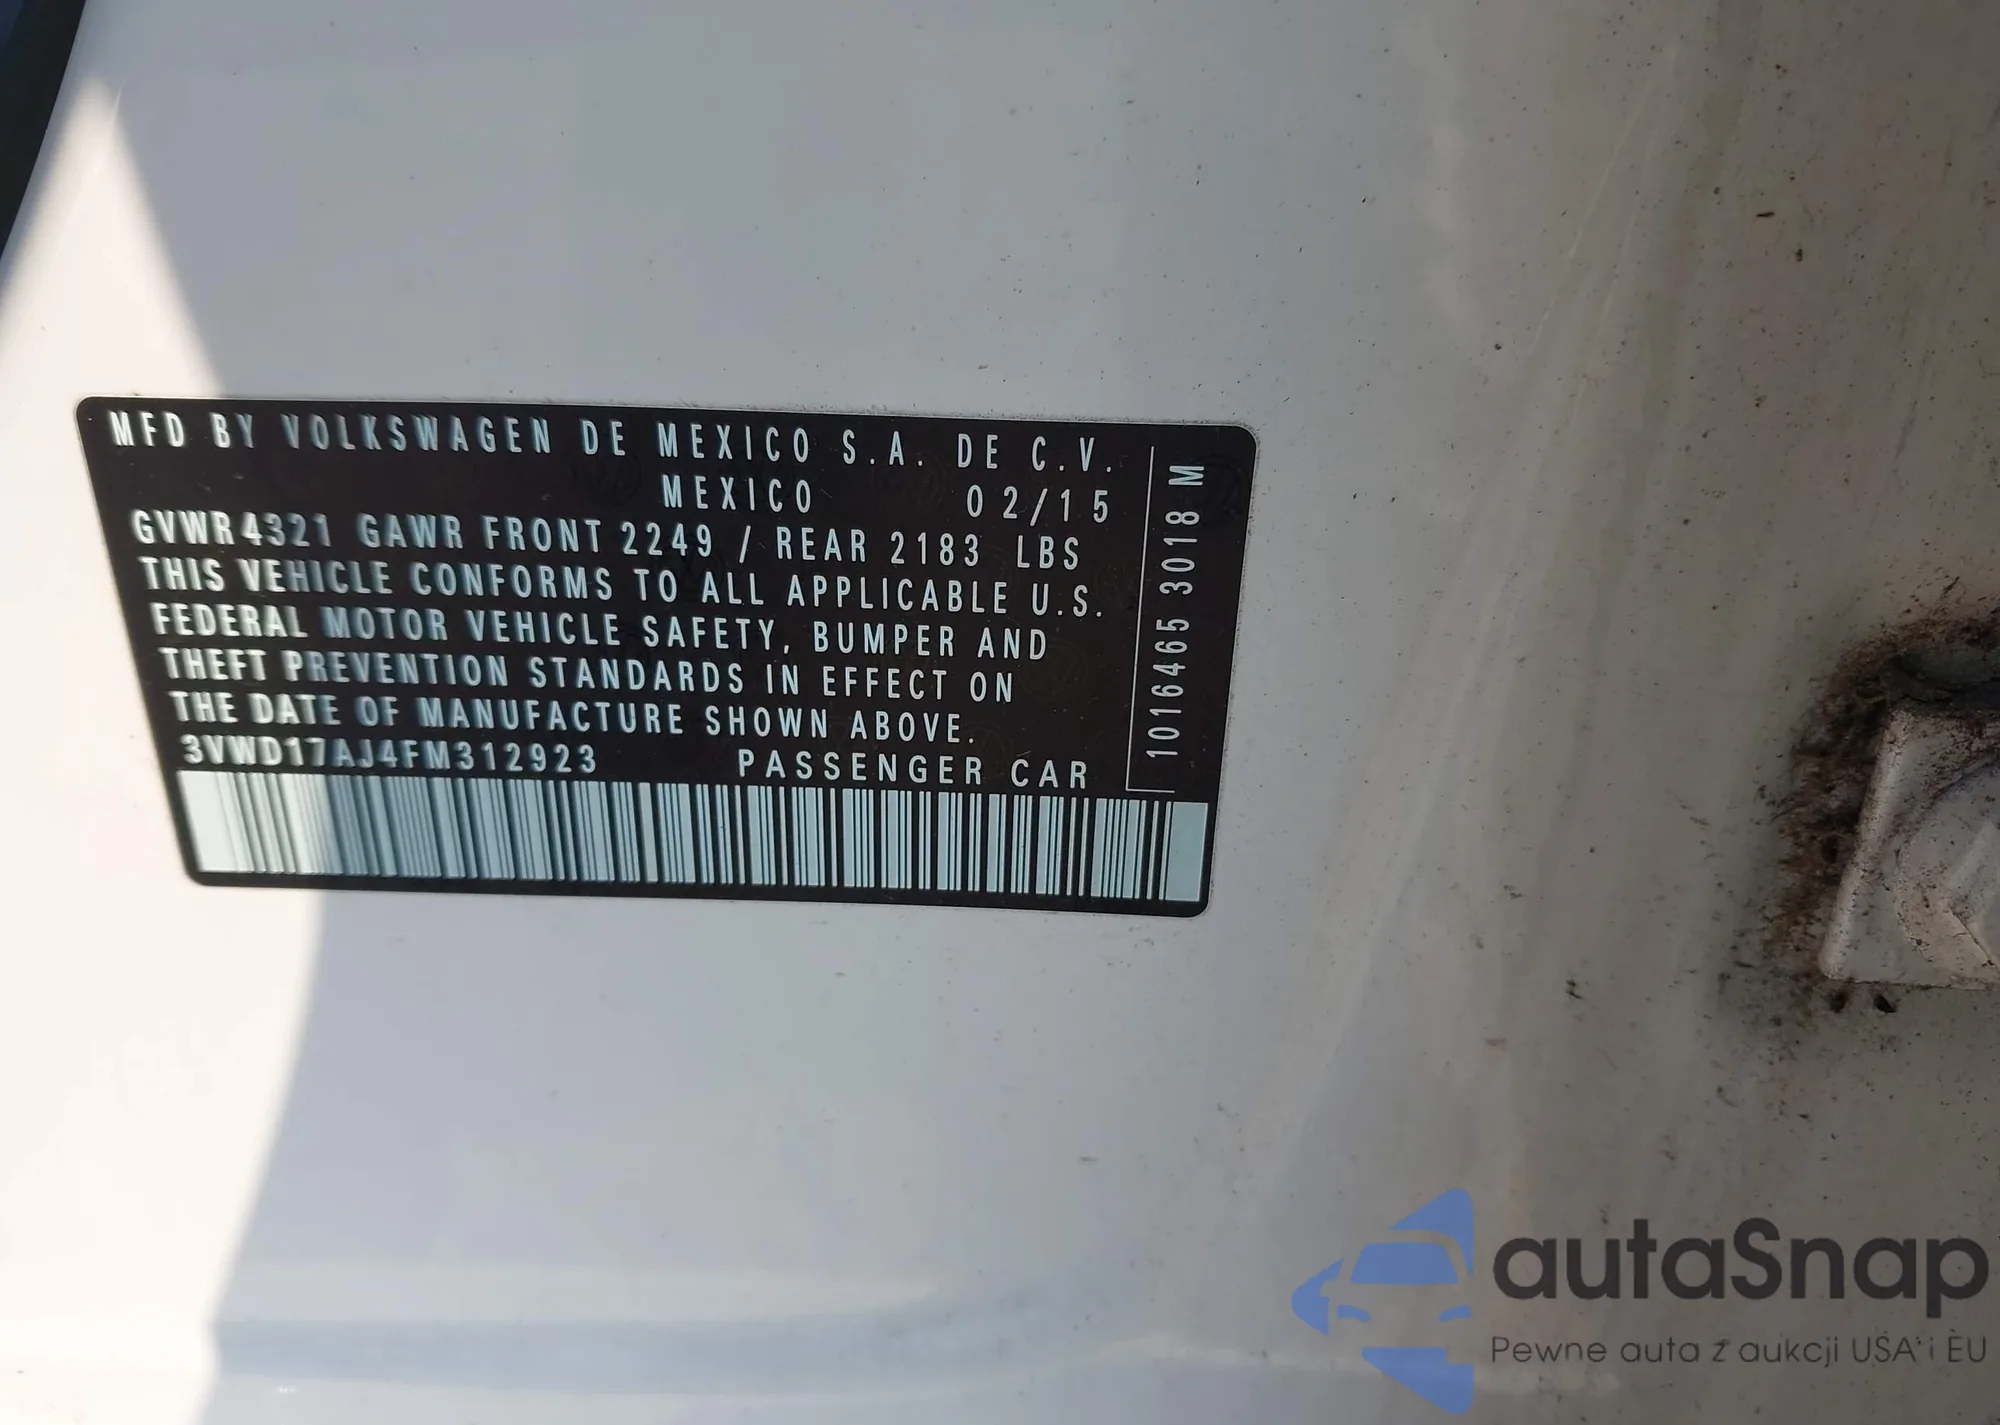 MFD BY VOLKSWAGEN DE MEXICO S.A. DE C.V.
MEXICO 02/15
GVWR 4321 GAWR FRONT 2249 / REAR 2183 LBS
THIS VEHICLE CONFORMS TO ALL APPLICABLE U.S.
FEDERAL MOTOR VEHICLE SAFETY, BUMPER AND
THEFT PREVENTION STANDARDS IN EFFECT ON
THE DATE OF MANUFACTURE SHOWN ABOVE.
3VWD17AJ4FM312923 PASSENGER CAR
1016465 3018 M
autaSnap
Pewne auta z aukcji USA i EU